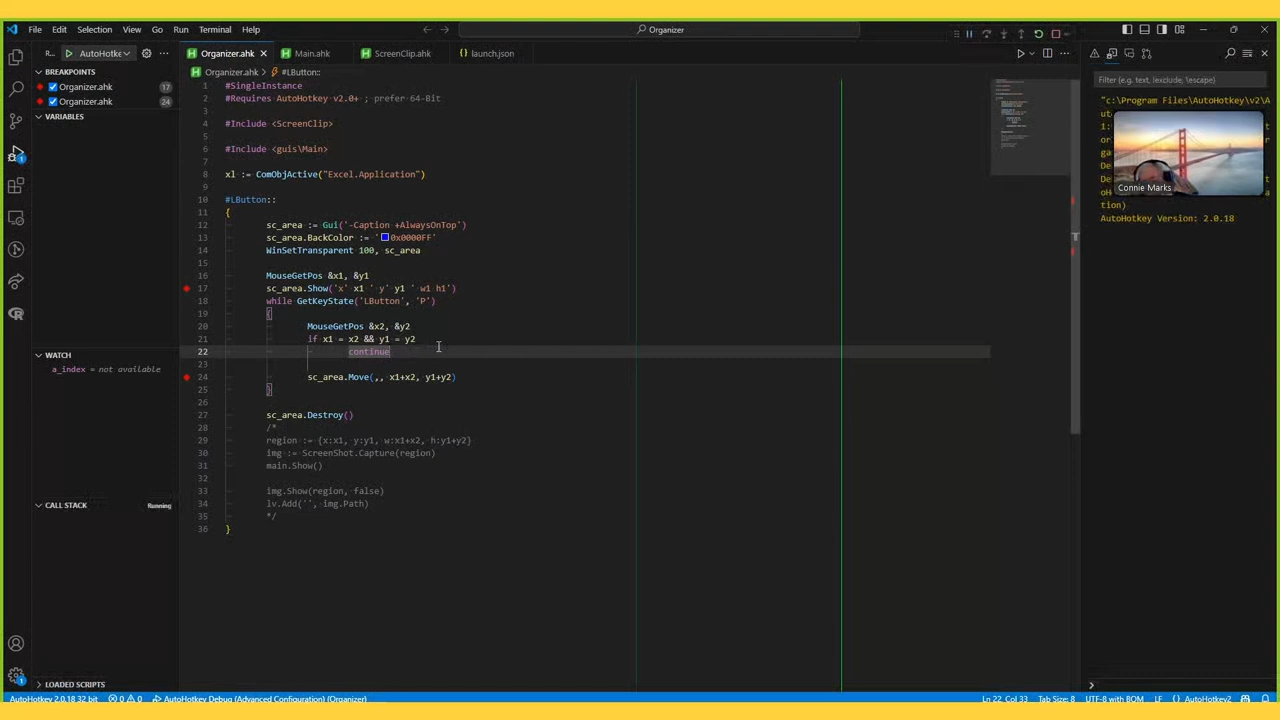 File Edit Selection View Go Run Terminal Help
Organizer
R... AutoHotke
Organizer.ahk Main.ahk ScreenClip.ahk launch.json
BREAKPOINTS
Organizer.ahk 17
Organizer.ahk 24
VARIABLES
WATCH
a_index = not available
CALL STACK Running
LOADED SCRIPTS
Organizer.ahk > #LButton::
1 #SingleInstance
2 #Requires AutoHotkey v2.0+ ; prefer 64-Bit
3
4 #Include <ScreenClip>
5
6 #Include <guis\Main>
7
8 xl := ComObjActive("Excel.Application")
9
10 #LButton::
11 {
12 sc_area := Gui('-Caption +AlwaysOnTop')
13 sc_area.BackColor := '0x0000FF'
14 WinSetTransparent 100, sc_area
15
16 MouseGetPos &x1, &y1
17 sc_area.Show('x' x1 ' y' y1 ' w1 h1')
18 while GetKeyState('LButton', 'P')
19 {
20 MouseGetPos &x2, &y2
21 if x1 = x2 && y1 = y2
22 continue
23
24 sc_area.Move(,, x1+x2, y1+y2)
25 }
26
27 sc_area.Destroy()
28 /*
29 region := {x:x1, y:y1, w:x1+x2, h:y1+y2}
30 img := ScreenShot.Capture(region)
31 main.Show()
32
33 img.Show(region, false)
34 lv.Add('', img.Path)
35 */
36 }
Filter (e.g. text, !exclude, \escape)
"c:\Program Files\AutoHotkey\v2\A
Connie Marks
AutoHotkey Version: 2.0.18
AutoHotkey 2.0.18 32 bit 0 0 AutoHotkey Debug (Advanced Configuration) (Organizer) Ln 22, Col 33 Tab Size: 8 UTF-8 with BOM LF AutoHotkey2